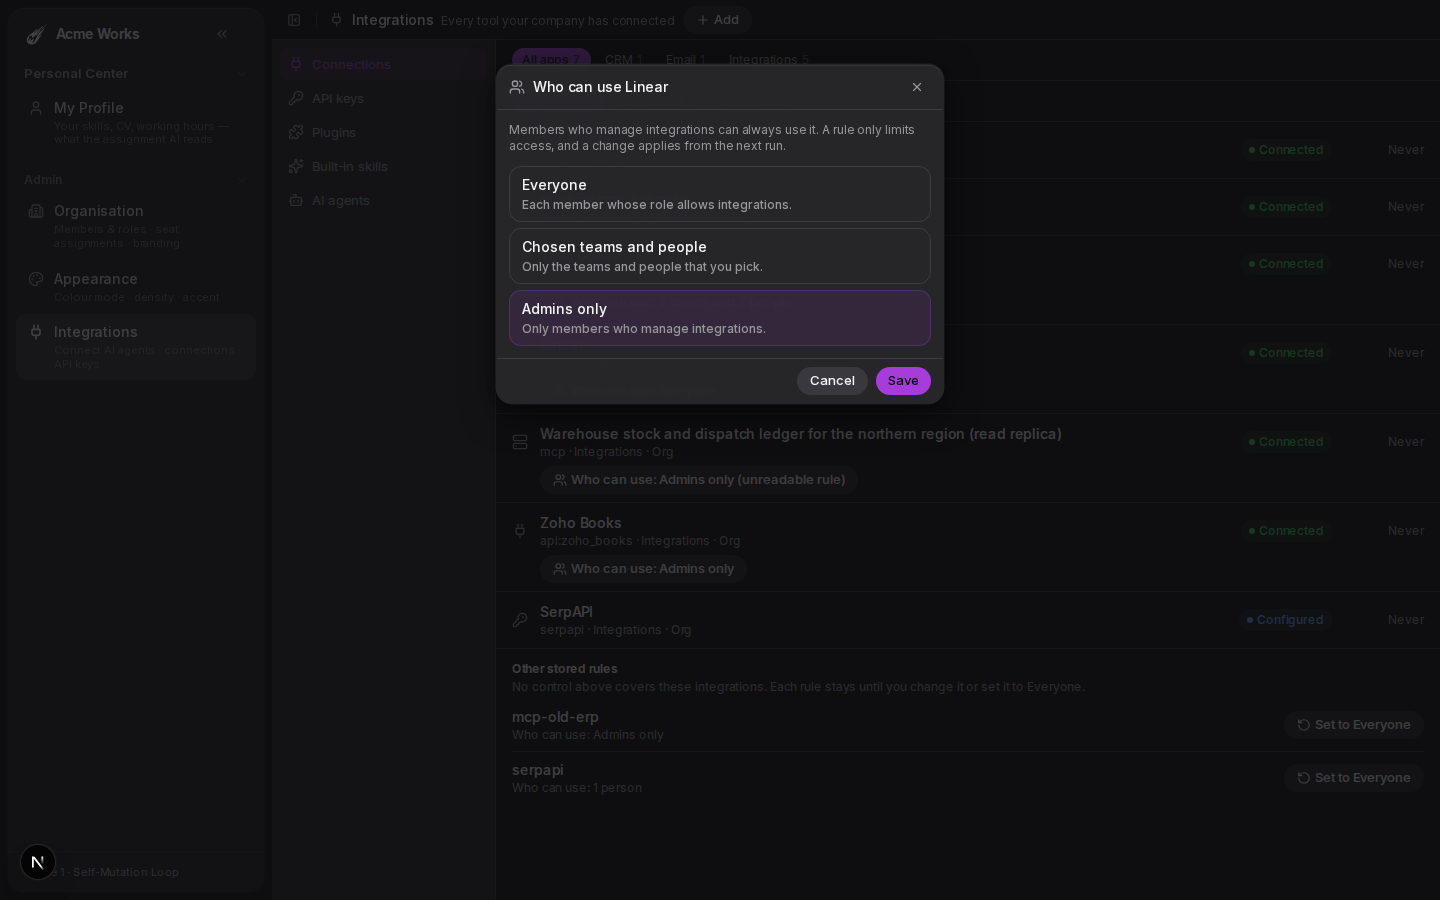 Acme Works
Personal Center
My Profile
Your skills, CV, working hours —
what the assignment AI reads
Admin
Organisation
Members & roles · seat
assignments · branding
Appearance
Colour mode · density · accent
Integrations
Connect AI agents · connections
API keys
N
e 1 · Self-Mutation Loop
Integrations Every tool your company has connected + Add
Connections
API keys
Plugins
Built-in skills
AI agents
All apps 7 CRM 1 Email 1 Integrations 5
Who can use Linear
Members who manage integrations can always use it. A rule only limits
access, and a change applies from the next run.
Everyone
Each member whose role allows integrations.
Chosen teams and people
Only the teams and people that you pick.
Admins only
Only members who manage integrations.
Cancel Save
Connected Never
Connected Never
Connected Never
Connected Never
Warehouse stock and dispatch ledger for the northern region (read replica)
mcp · Integrations · Org
Connected Never
Who can use: Admins only (unreadable rule)
Zoho Books
api:zoho_books · Integrations · Org
Connected Never
Who can use: Admins only
SerpAPI
serpapi · Integrations · Org
Configured Never
Other stored rules
No control above covers these integrations. Each rule stays until you change it or set it to Everyone.
mcp-old-erp
Who can use: Admins only
Set to Everyone
serpapi
Who can use: 1 person
Set to Everyone